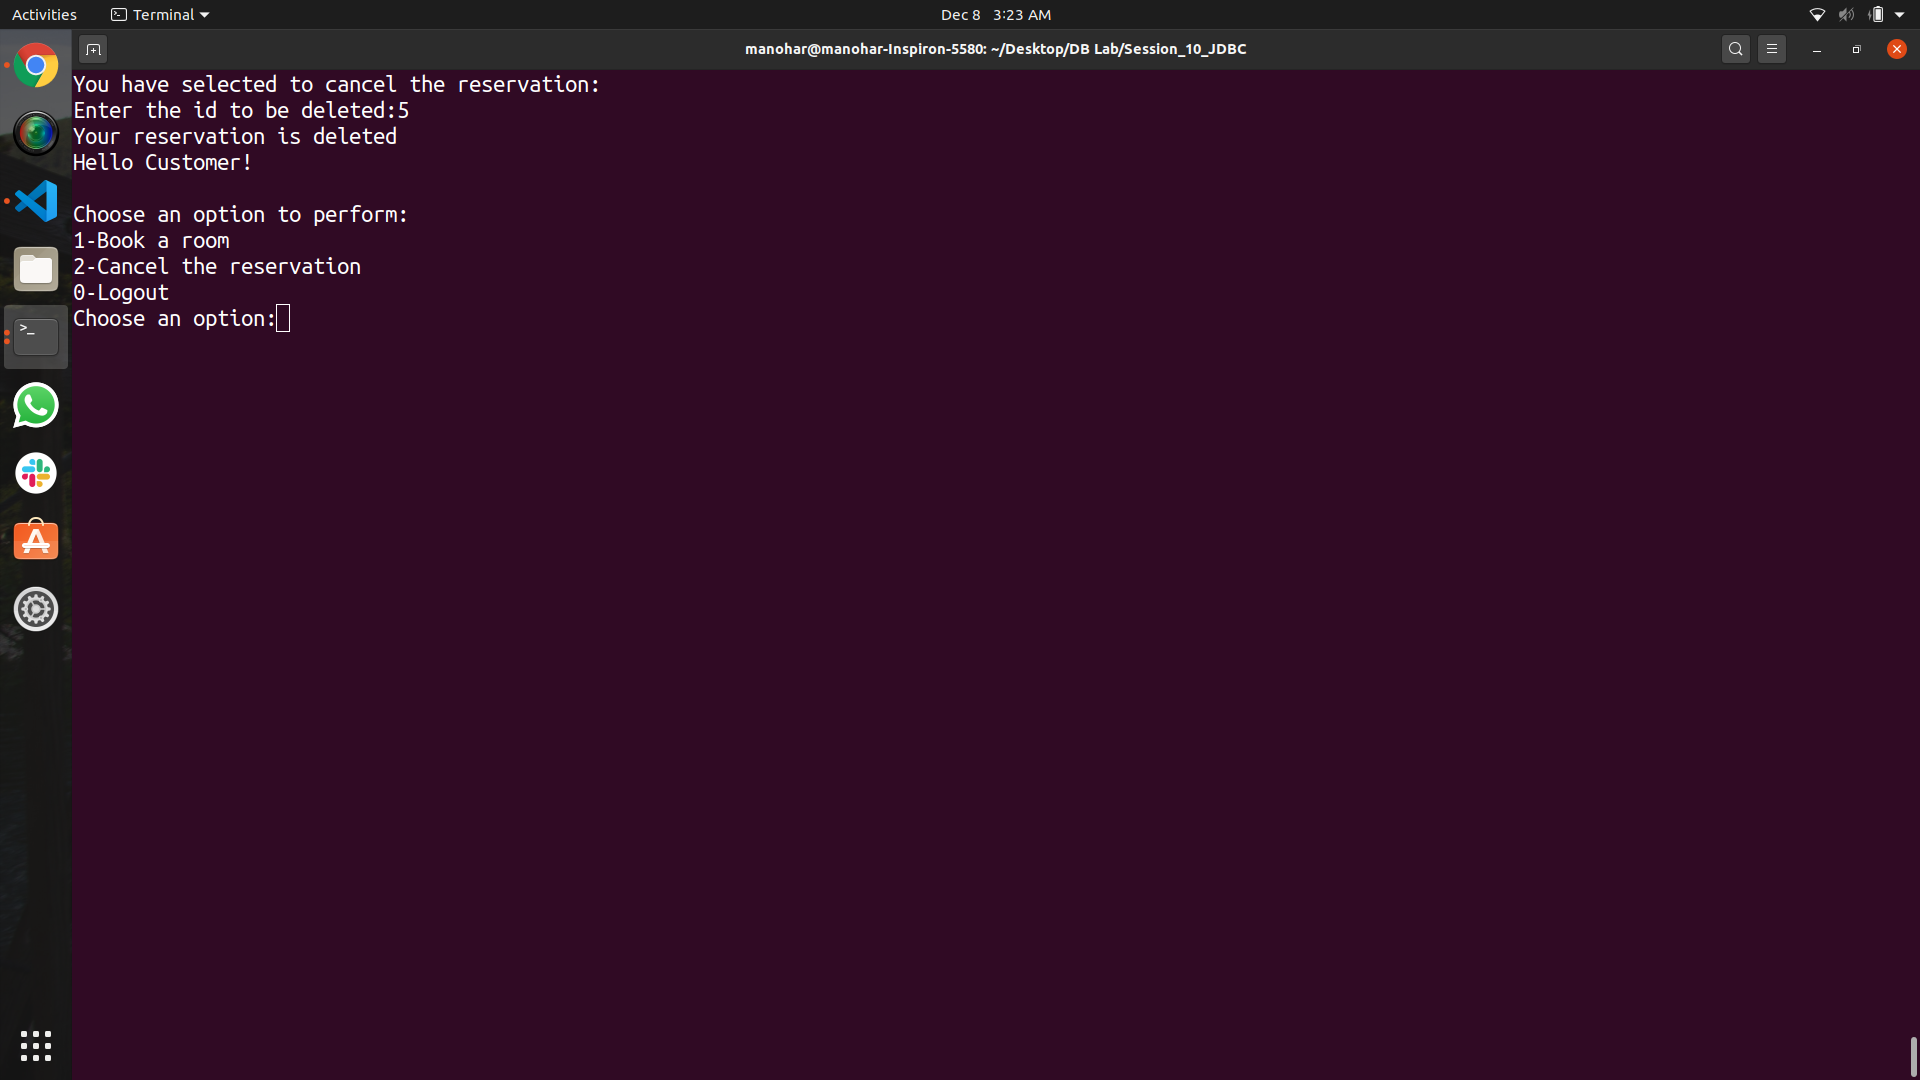 Activities
Terminal
Dec 8 3:23 AM
manohar@manohar-Inspiron-5580: ~/Desktop/DB Lab/Session_10_JDBC
You have selected to cancel the reservation:
Enter the id to be deleted:5
Your reservation is deleted
Hello Customer!
Choose an option to perform:
1-Book a room
2-Cancel the reservation
0-Logout
Choose an option: